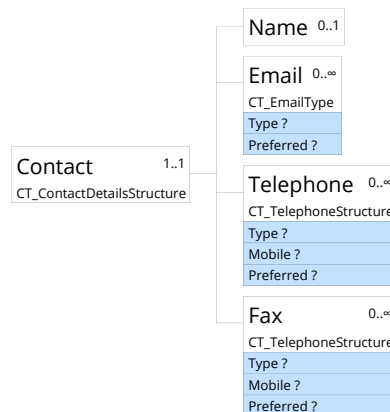 Name 0..1
Email 0..∞
CT_EmailType
Type ?
Preferred ?
Contact 1..1
CT_ContactDetailsStructure
Telephone 0..∞
CT_TelephoneStructure
Type ?
Mobile ?
Preferred ?
Fax 0..∞
CT_TelephoneStructure
Type ?
Mobile ?
Preferred ?